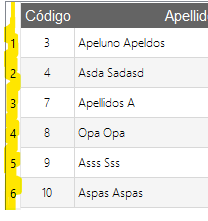 Código Apellid
1 3 Apeluno Apeldos
2 4 Asda Sadasd
3 7 Apellidos A
4 8 Opa Opa
5 9 Asss Sss
6 10 Aspas Aspas